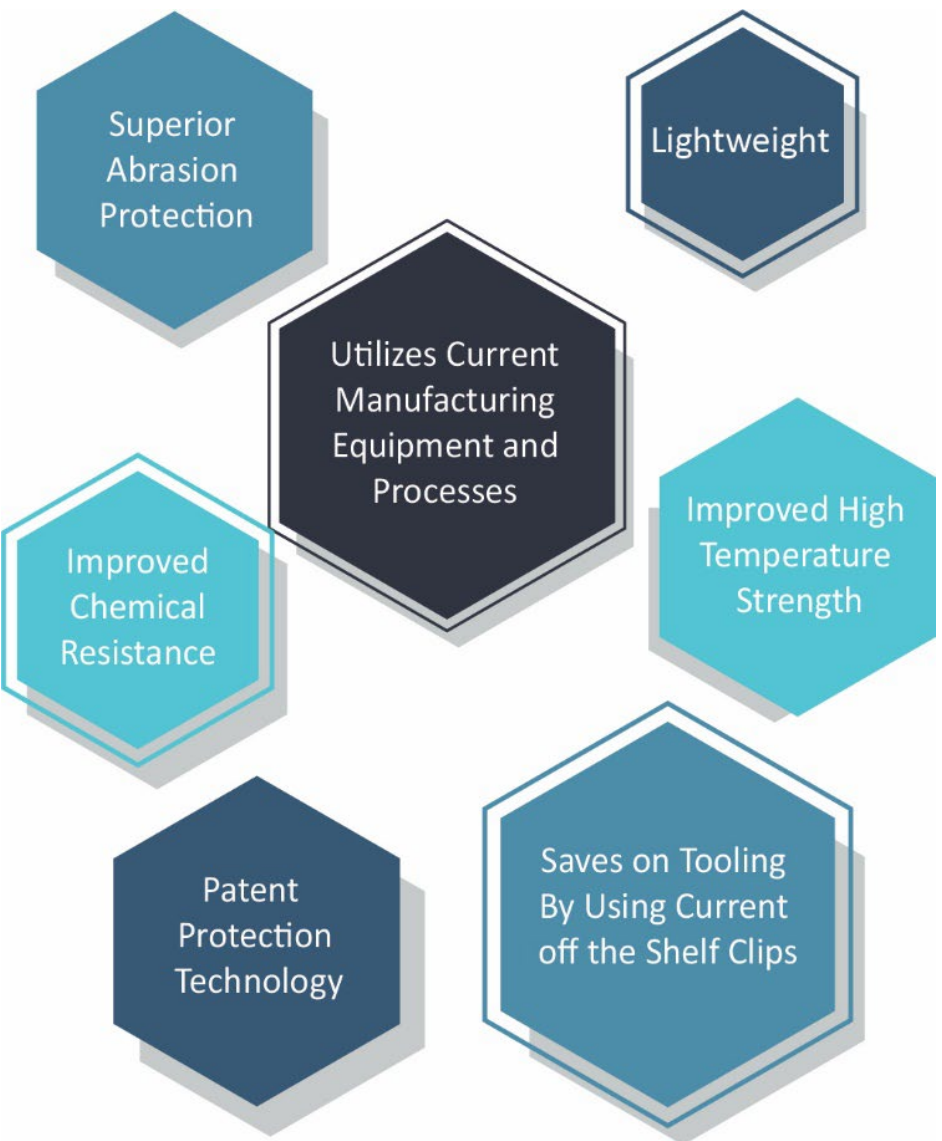 Superior
Abrasion
Protection
Lightweight
Utilizes Current
Manufacturing
Equipment and
Processes
Improved High
Temperature
Strength
Improved
Chemical
Resistance
Patent
Protection
Technology
Saves on Tooling
By Using Current
off the Shelf Clips